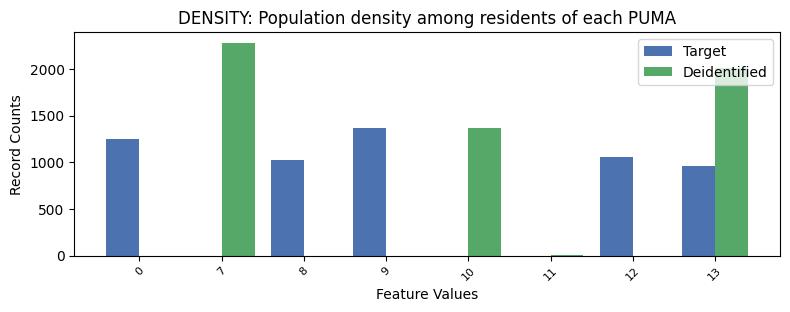 DENSITY: Population density among residents of each PUMA
Target
Deidentified
Record Counts
2000
1500
1000
500
0
0 7 8 9 10 11 12 13
Feature Values